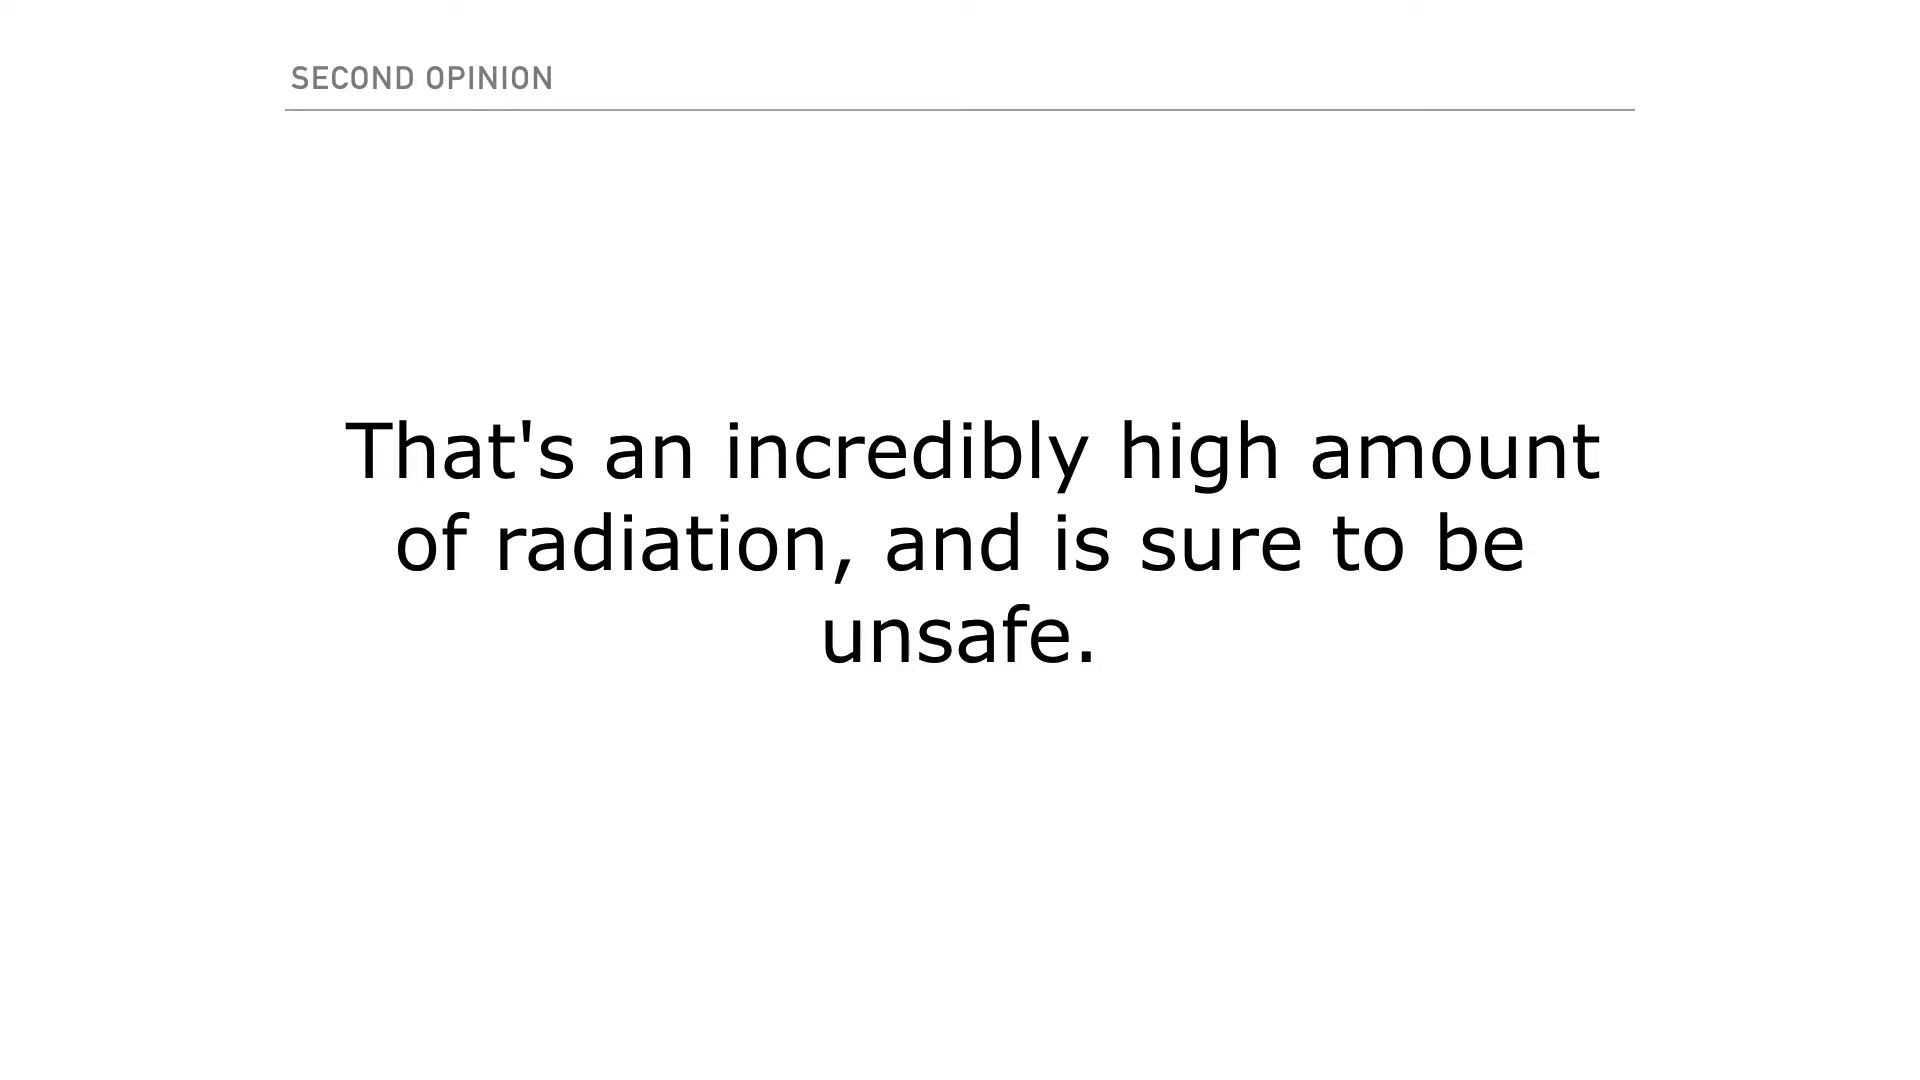 SECOND OPINION
That's an incredibly high amount
of radiation, and is sure to be
unsafe.